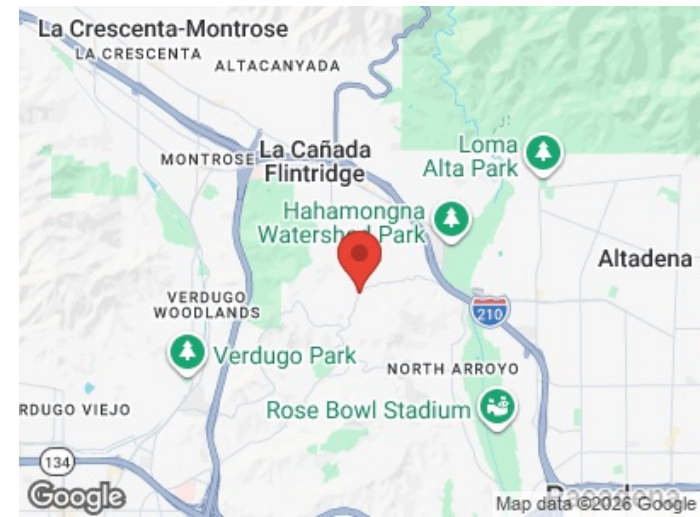 La Crescenta-Montrose
LA CRESCENTA
ALTACANYADA
MONTROSE
La Cañada
Flintridge
Loma
Alta Park
Hahamongna
Watershed Park
Altadena
VERDUGO
WOODLANDS
210
Verdugo Park
NORTH ARROYO
RDUGO VIEJO
Rose Bowl Stadium
134
Pasadena
Google
Map data ©2026 Google